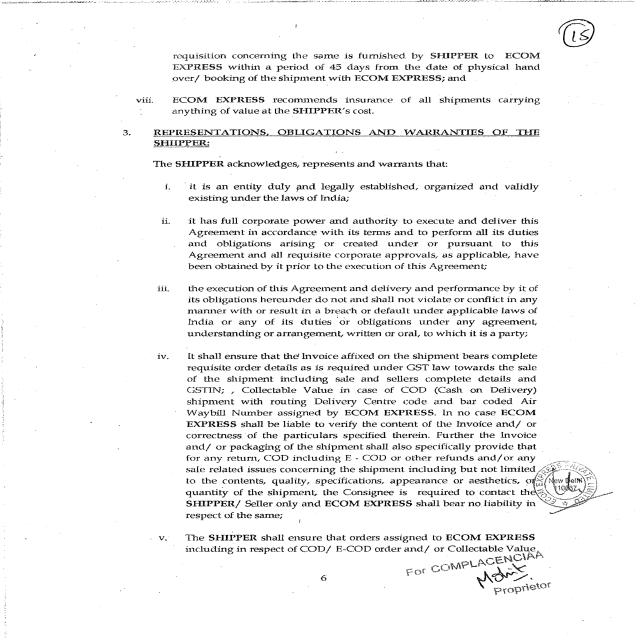 15
requisition concerning the same is furnished by SHIPPER to ECOM
EXPRESS within a period of 45 days from the date of physical hand
over/ booking of the shipment with ECOM EXPRESS; and
viii. ECOM EXPRESS recommends insurance of all shipments carrying
anything of value at the SHIPPER's cost.
3. REPRESENTATIONS, OBLIGATIONS AND WARRANTIES OF THE
SHIIPPER:
The SHIPPER acknowledges, represents and warrants that:
i. it is an entity duly and legally established, organized and validly
existing under the laws of India;
ii. it has full corporate power and authority to execute and deliver this
Agreement in accordance with its terms and to perform all its duties
and obligations arising or created under or pursuant to this
Agreement and all requisite corporate approvals, as applicable, have
been obtained by it prior to the execution of this Agreement;
iii. the execution of this Agreement and delivery and performance by it of
its obligations hereunder do not and shall not violate or conflict in any
manner with or result in a breach or default under applicable laws of
India or any of its duties or obligations under any agreement,
understanding or arrangement, written or oral, to which it is a party;
iv. It shall ensure that the Invoice affixed on the shipment bears complete
requisite order details as is required under GST law towards the sale
of the shipment including sale and sellers complete details and
GSTIN; , Collectable Value in case of COD (Cash on Delivery)
shipment with routing Delivery Centre code and bar coded Air
Waybill Number assigned by ECOM EXPRESS. In no case ECOM
EXPRESS shall be liable to verify the content of the Invoice and/ or
correctness of the particulars specified therein. Further the Invoice
and/ or packaging of the shipment shall also specifically provide that
for any return, COD including E - COD or other refunds and/or any
sale related issues concerning the shipment including but not limited
to the contents, quality, specifications, appearance or aesthetics, or
quantity of the shipment, the Consignee is required to contact the
SHIPPER/ Seller only and ECOM EXPRESS shall bear no liability in
respect of the same;
ECOM EXPRESS PRIVATE LIMITED
New Delhi
v. The SHIPPER shall ensure that orders assigned to ECOM EXPRESS
including in respect of COD/ E-COD order and/ or Collectable Value
6
For COMPLACENCIAA
Mohit
Proprietor